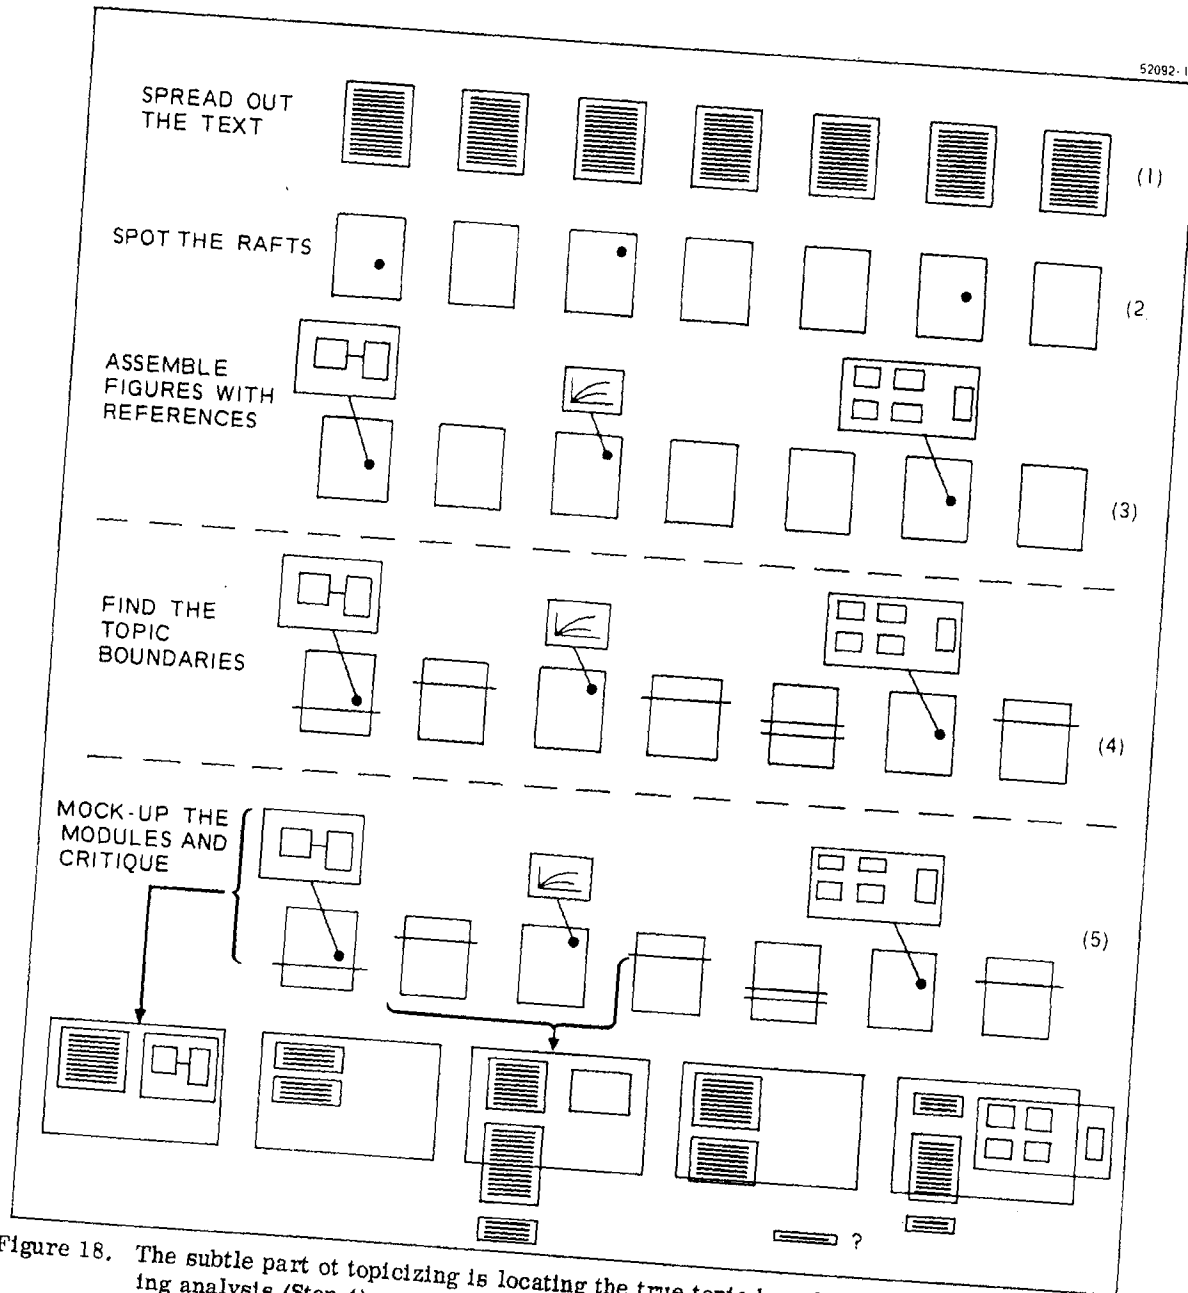 52092-1
SPREAD OUT
THE TEXT
(1)
SPOT THE RAFTS
(2
ASSEMBLE
FIGURES WITH
REFERENCES
(3)
FIND THE
TOPIC
BOUNDARIES
(4)
MOCK-UP THE
MODULES AND
CRITIQUE
(5)
?
Figure 18. The subtle part of topicizing is locating the true topic
ing analysis